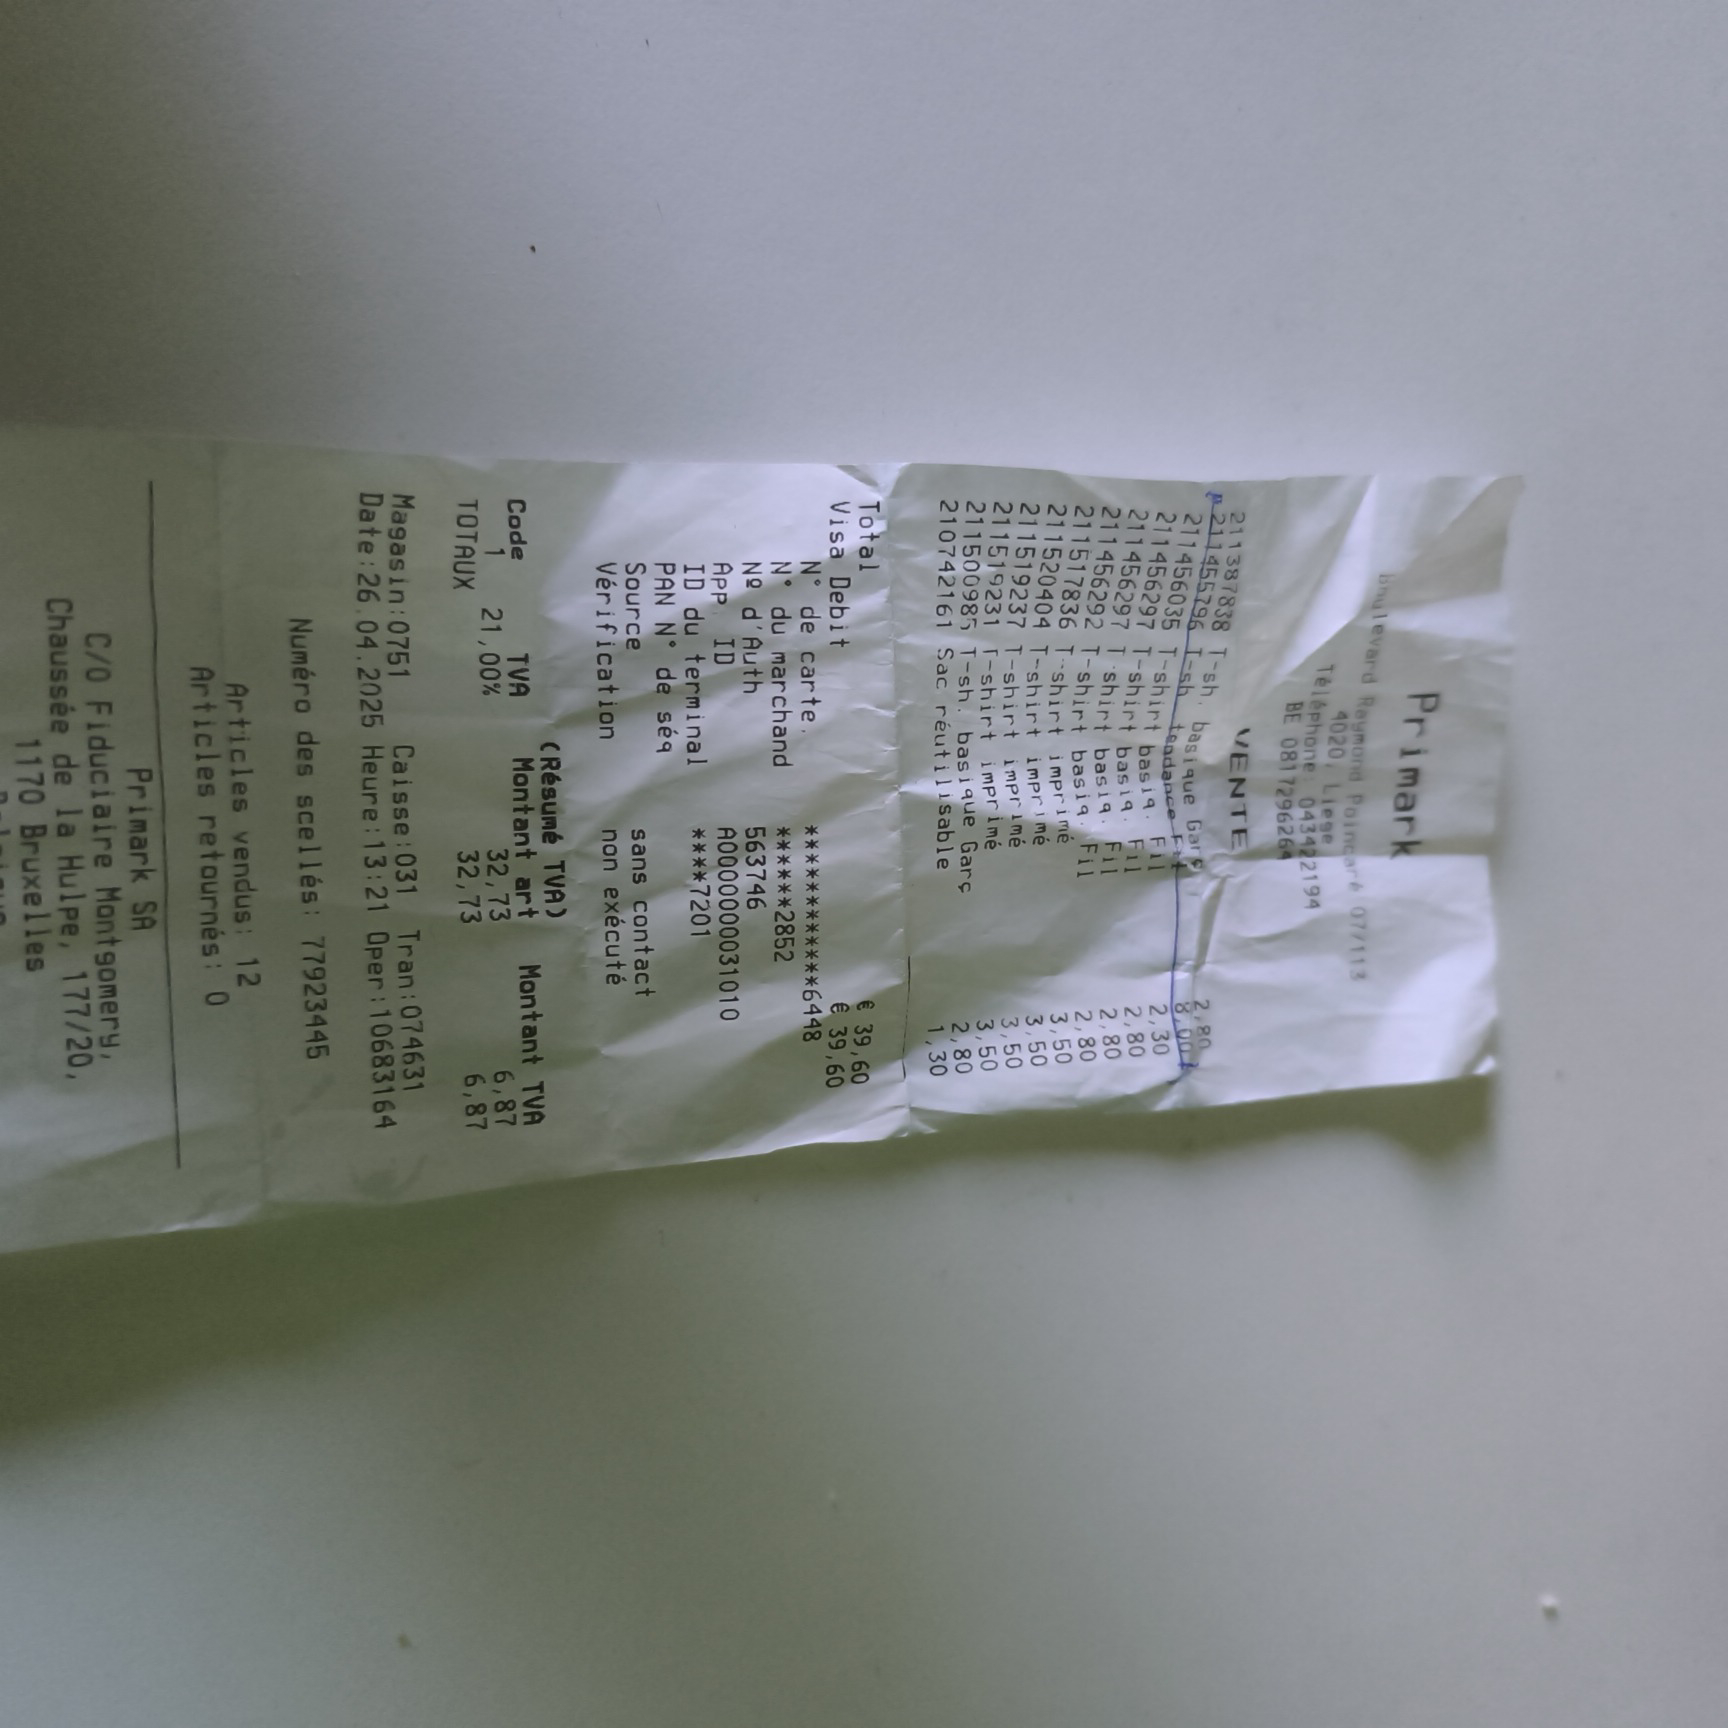 Primark
Boulevard Raymond Poincaré 07/113
4020, Liège
Téléphone 043422194
BE 0817296264
VENTE
211387838 T-sh. basique Garç 2,80
211455796 T-sh. tendance Fil 8,00
211456035 T-shirt basiq. Fil 2,30
211456297 T-shirt basiq. Fil 2,80
211456297 T-shirt basiq. Fil 2,80
211456292 T-shirt basiq. Fil 2,80
211517836 T-shirt imprimé 3,50
211520404 T-shirt imprimé 3,50
211519237 T-shirt imprimé 3,50
211519231 T-shirt imprimé 3,50
211500985 T-sh. basique Garç 2,80
210742161 Sac réutilisable 1,30
Total € 39,60
Visa Debit € 39,60
N° de carte. ************6448
N° du marchand ******2852
Nº d'Auth 563746
App. ID A0000000031010
ID du terminal ****7201
PAN N° de séq
Source sans contact
Vérification non exécuté
(Résumé TVA)
Code TVA Montant art Montant TVA
1 21,00% 32,73 6,87
TOTAUX 32,73 6,87
Magasin:0751 Caisse:031 Tran:074631
Date:26.04.2025 Heure:13:21 Oper:10683164
Numéro des scellés: 77923445
Articles vendus: 12
Articles retournés: 0
Primark SA
C/O Fiduciaire Montgomery,
Chaussée de la Hulpe, 177/20,
1170 Bruxelles